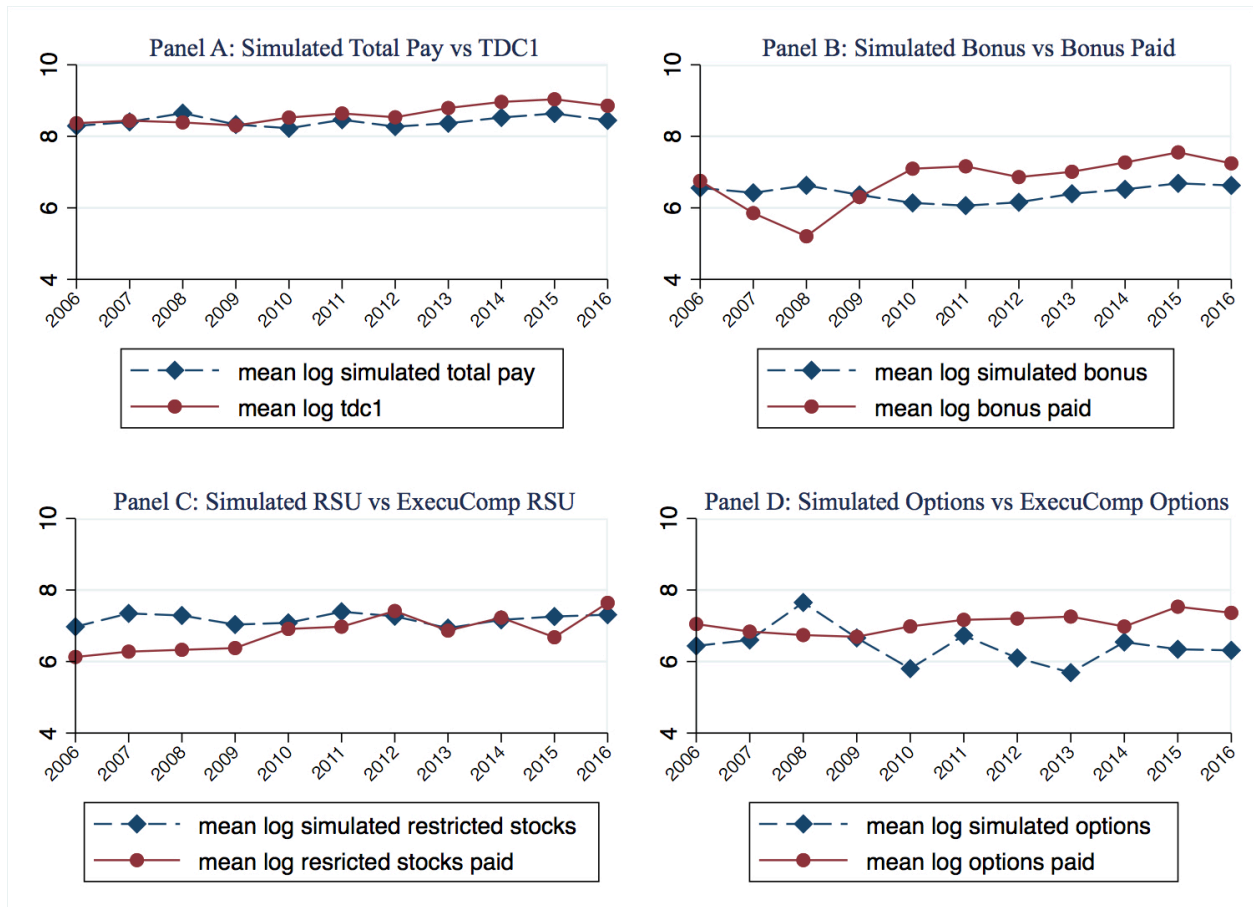 Panel A: Simulated Total Pay vs TDC1
10
8
6
4
2006 2007 2008 2009 2010 2011 2012 2013 2014 2015 2016
mean log simulated total pay
mean log tdc1
Panel B: Simulated Bonus vs Bonus Paid
10
8
6
4
2006 2007 2008 2009 2010 2011 2012 2013 2014 2015 2016
mean log simulated bonus
mean log bonus paid
Panel C: Simulated RSU vs ExecuComp RSU
10
8
6
4
2006 2007 2008 2009 2010 2011 2012 2013 2014 2015 2016
mean log simulated restricted stocks
mean log resricted stocks paid
Panel D: Simulated Options vs ExecuComp Options
10
8
6
4
2006 2007 2008 2009 2010 2011 2012 2013 2014 2015 2016
mean log simulated options
mean log options paid